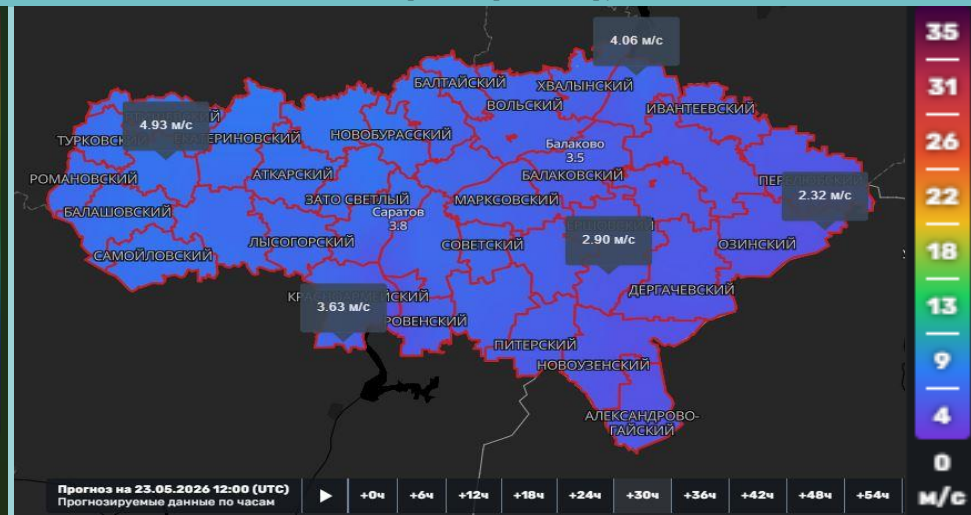 4.06 м/с
35
БАЛТАЙСКИЙ
ХВАЛЫНСКИЙ
31
ВОЛЬСКИЙ
ИВАНТЕЕВСКИЙ
4.93 м/с
ТУРКОВСКИЙ
НОВОБУРАССКИЙ
Балаково
3.5
26
РОМАНОВСКИЙ
АТКАРСКИЙ
БАЛАКОВСКИЙ
22
ЗАТО СВЕТЛЫЙ
МАРКСОВСКИЙ
2.32 м/с
БАЛАШОВСКИЙ
Саратов
3.8
2.90 м/с
ЛЫСОГОРСКИЙ
СОВЕТСКИЙ
ОЗИНСКИЙ
18
САМОЙЛОВСКИЙ
ДЕРГАЧЕВСКИЙ
3.63 м/с
13
РОВЕНСКИЙ
ПИТЕРСКИЙ
НОВОУЗЕНСКИЙ
9
АЛЕКСАНДРОВО-
ГАЙСКИЙ
4
0
м/с
Прогноз на 23.05.2026 12:00 (UTC)
Прогнозируемые данные по часам
+0ч +6ч +12ч +18ч +24ч +30ч +36ч +42ч +48ч +54ч